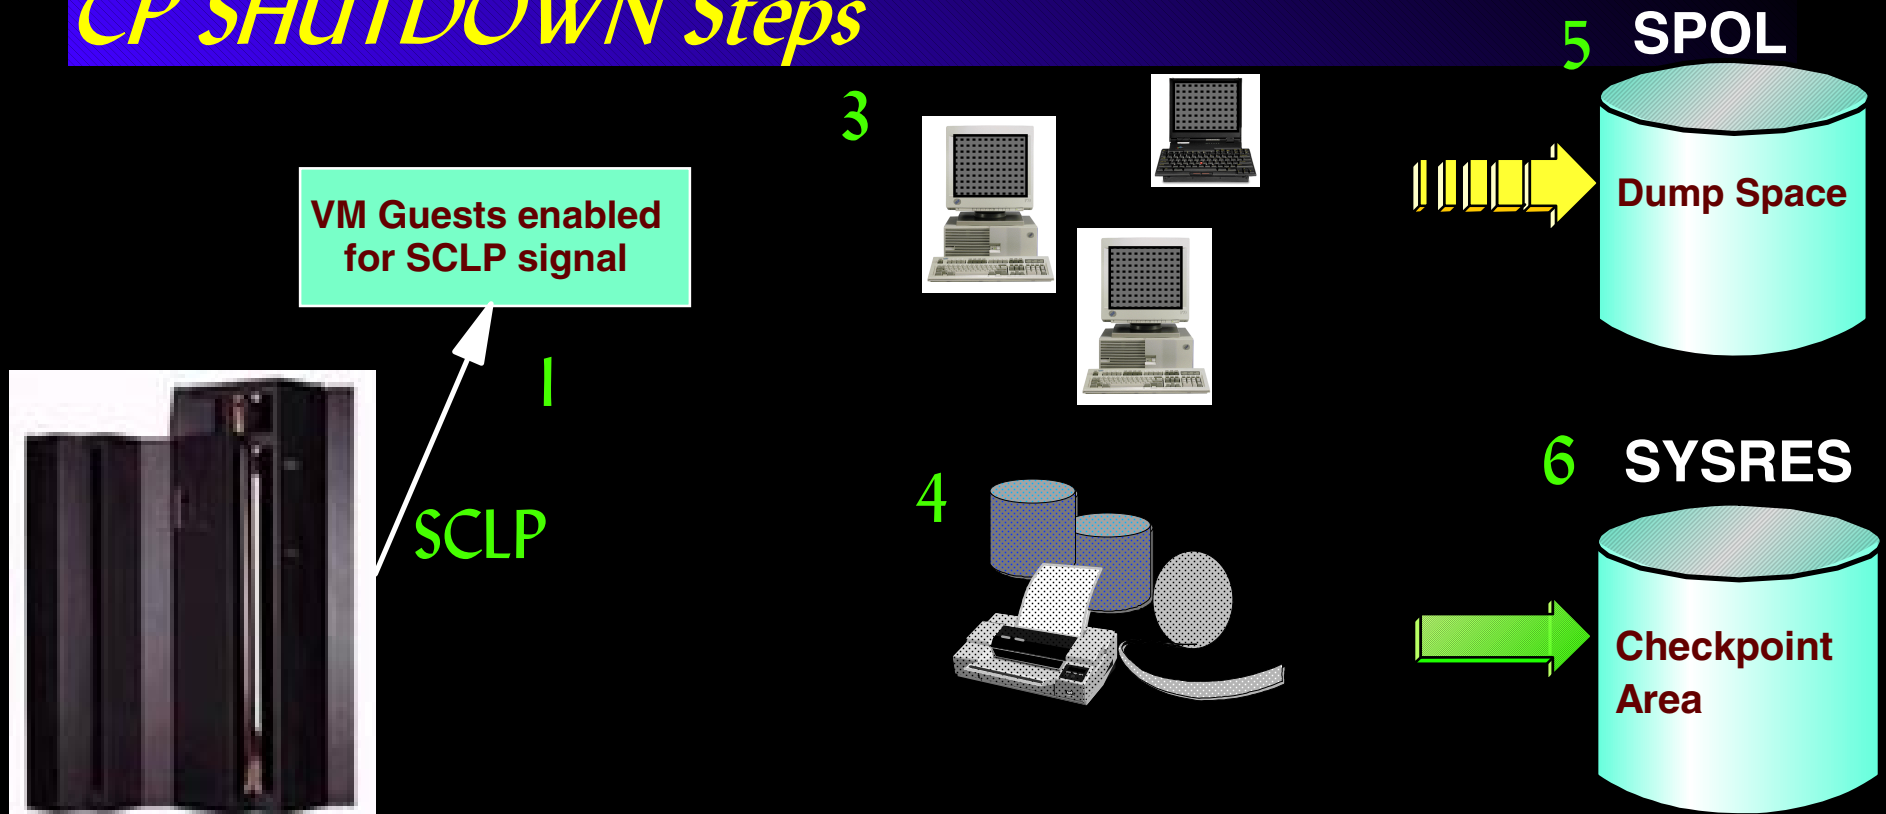 CP SHUTDOWN Steps
5
SPOL
3
VM Guests enabled
for SCLP signal
Dump Space
1
SCLP
4
6
SYSRES
Checkpoint
Area